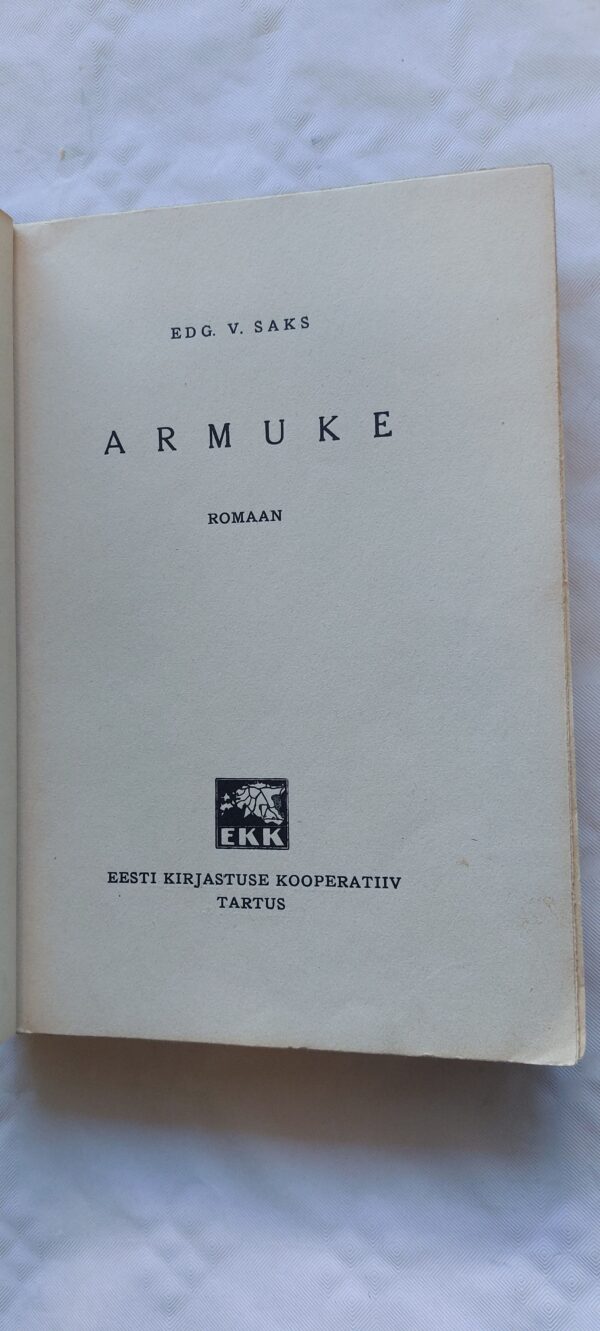 EDG. V. SAKS
ARMUKE
ROMAAN
EKK
EESTI KIRJASTUSE KOOPERATIIV
TARTUS